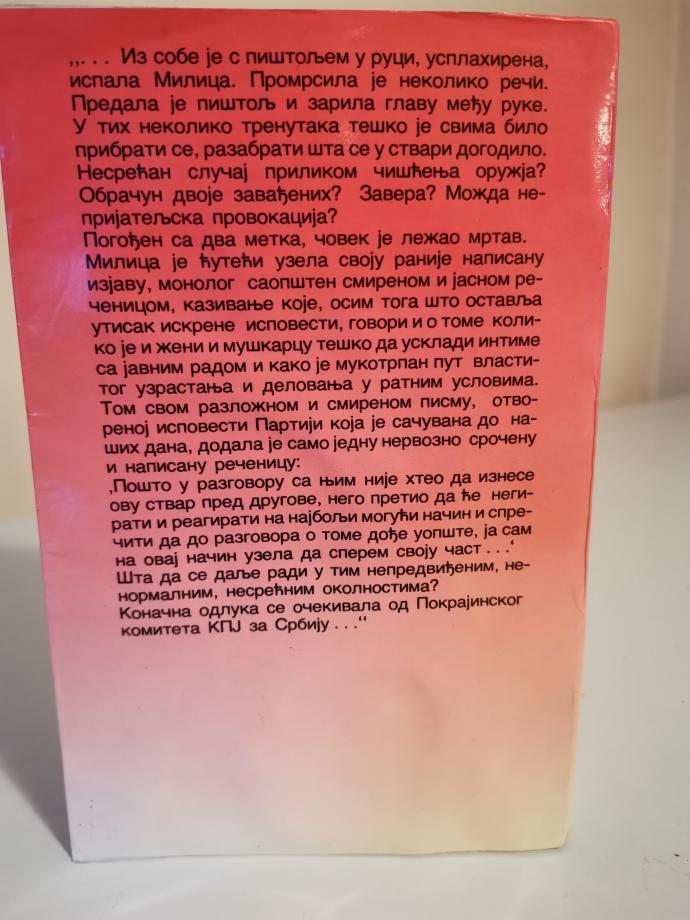 „. . . Из собе је с пиштољем у руци, усплахирена,
испала Милица. Промрсила је неколико речи.
Предала је пиштољ и зарила главу међу руке.
У тих неколико тренутака тешко је свима било
прибрати се, разабрати шта се у ствари догодило.
Несрећан случај приликом чишћења оружја?
Обрачун двоје завађених? Завера? Можда не-
пријатељска провокација?
Погођен са два метка, човек је лежао мртав.
Милица је ћутећи узела своју раније написану
изјаву, монолог саопштен смиреном и јасном ре-
ченицом, казивање које, осим тога што оставља
утисак искрене исповести, говори и о томе коли-
ко је и жени и мушкарцу тешко да усклади интиме
са јавним радом и како је мукотрпан пут власти-
тог узрастања и деловања у ратним условима.
Том свом разложном и смиреном писму, отво-
реној исповести Партији која је сачувана до на-
ших дана, додала је само једну нервозно срочену
и написану реченицу:
‚Пошто у разговору са њим није хтео да изнесе
ову ствар пред другове, него претио да ће неги-
рати и реагирати на најбољи могући начин и спре-
чити да до разговора о томе дође уопште, ја сам
на овај начин узела да сперем своју част . . .‘
Шта да се даље ради у тим непредвиђеним, не-
нормалним, несрећним околностима?
Коначна одлука се очекивала од Покрајинског
комитета КПЈ за Србију . . .“